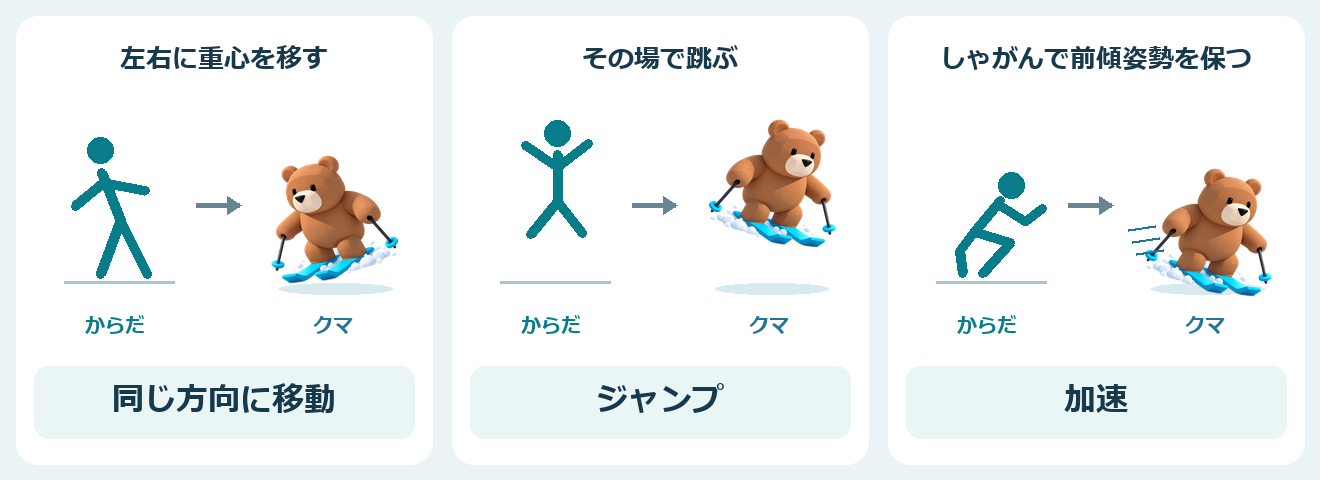 左右に重心を移す
からだ
クマ
同じ方向に移動
その場で跳ぶ
からだ
クマ
ジャンプ
しゃがんで前傾姿勢を保つ
からだ
クマ
加速